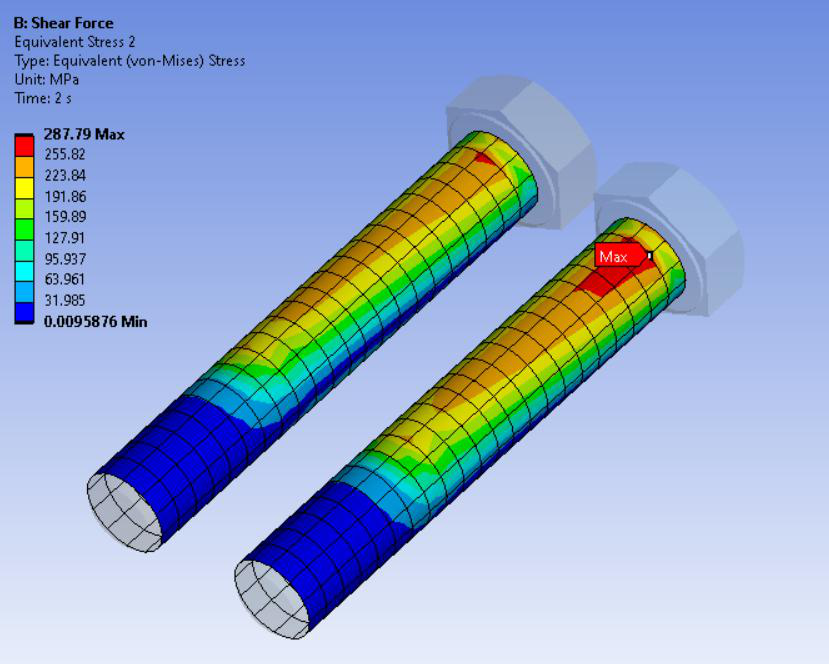 B: Shear Force
Equivalent Stress 2
Type: Equivalent (von-Mises) Stress
Unit: MPa
Time: 2 s
287.79 Max
255.82
223.84
191.86
159.89
127.91
95.937
63.961
31.985
0.0095876 Min
Max